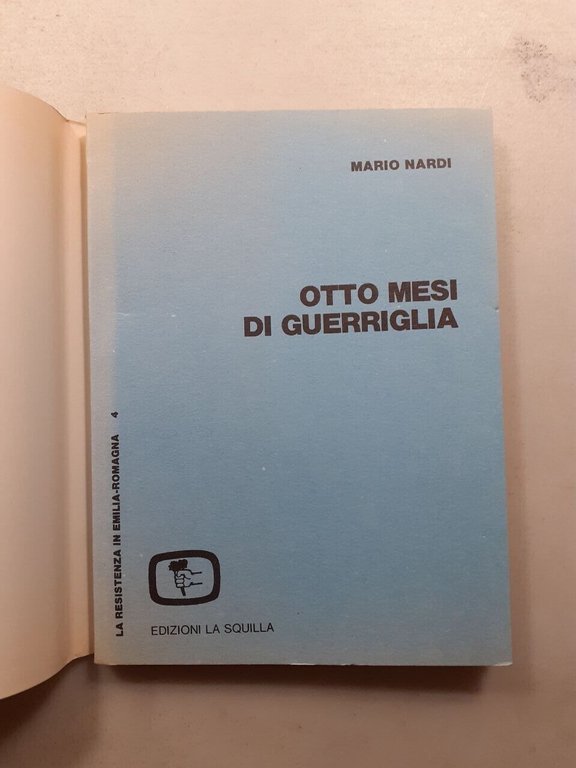 MARIO NARDI
OTTO MESI
DI GUERRIGLIA
LA RESISTENZA IN EMILIA-ROMAGNA 4
EDIZIONI LA SQUILLA